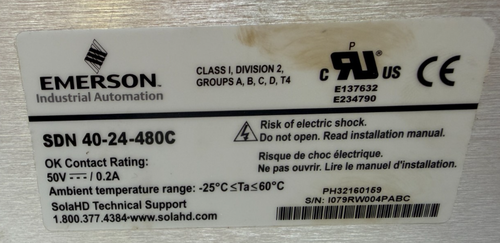 EMERSON
Industrial Automation
CLASS I, DIVISION 2,
GROUPS A, B, C, D, T4
P
C RU US
E137632
E234790
CE
SDN 40-24-480C
OK Contact Rating:
50V⎓/ 0.2A
Ambient temperature range: -25°C ≤Ta≤60°C
SolaHD Technical Support
1.800.377.4384-www.solahd.com
Risk of electric shock.
Do not open. Read installation manual.
Risque de choc électrique.
Ne pas ouvrir. Lire le manuel d'installation.
PH32160159
S/N: I079RW004PABC